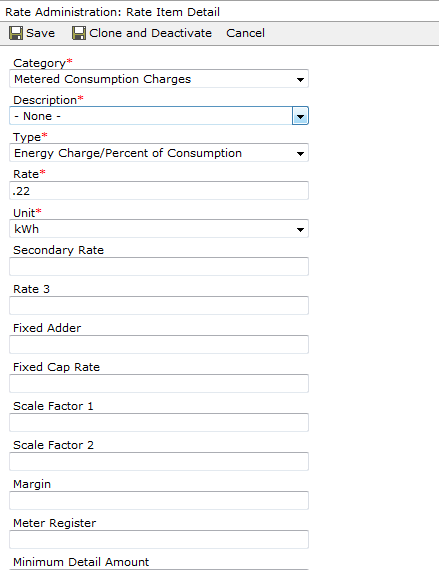 Rate Administration: Rate Item Detail
Save Clone and Deactivate Cancel
Category*
Metered Consumption Charges
Description*
- None -
Type*
Energy Charge/Percent of Consumption
Rate*
.22
Unit*
kWh
Secondary Rate
Rate 3
Fixed Adder
Fixed Cap Rate
Scale Factor 1
Scale Factor 2
Margin
Meter Register
Minimum Detail Amount